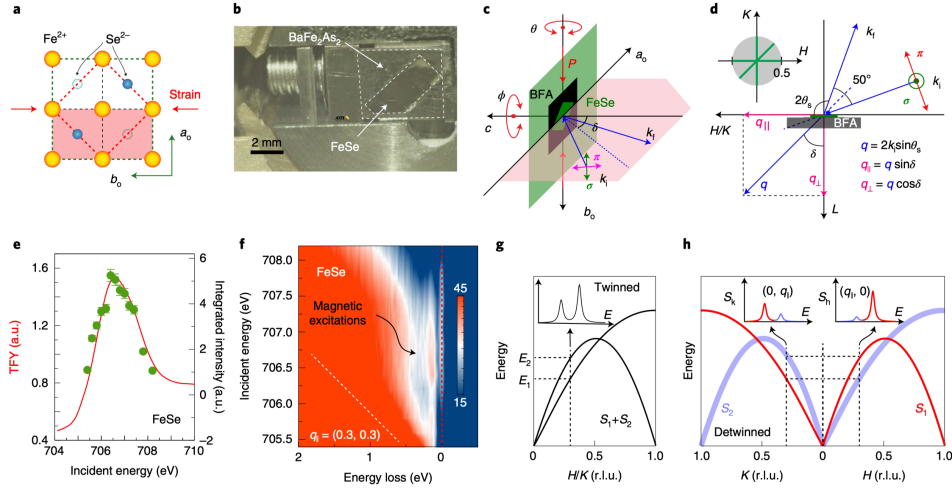 a
Fe2+
Se2–
Strain
ao
bo
b
BaFe2As2
FeSe
2 mm
c
θ
P
ao
BFA
FeSe
ϕ
c
δ
kf
π
σ
ki
bo
d
K
H
0.5
kf
50°
π
ki
σ
2θs
q||
H/K
BFA
δ
q
q⊥
L
q = 2kisinθs
q|| = q sinδ
q⊥ = q cosδ
e
TFY (a.u.)
1.6
1.2
0.8
0.4
6
4
2
0
−2
Integrated intensity (a.u.)
FeSe
704 706 708 710
Incident energy (eV)
f
Incident energy (eV)
708.0
707.5
707.0
706.5
706.0
705.5
FeSe
Magnetic
excitations
q|| = (0.3, 0.3)
45
15
2 1 0
Energy loss (eV)
g
Energy
Twinned
E
E2
E1
S1+S2
0 0.5 1.0
H/K (r.l.u.)
h
Energy
Sk
(0, q||)
E
Sh
(q||, 0)
E
S2
S1
Detwinned
1.0 0.5 0 0.5 1.0
K (r.l.u.)
H (r.l.u.)